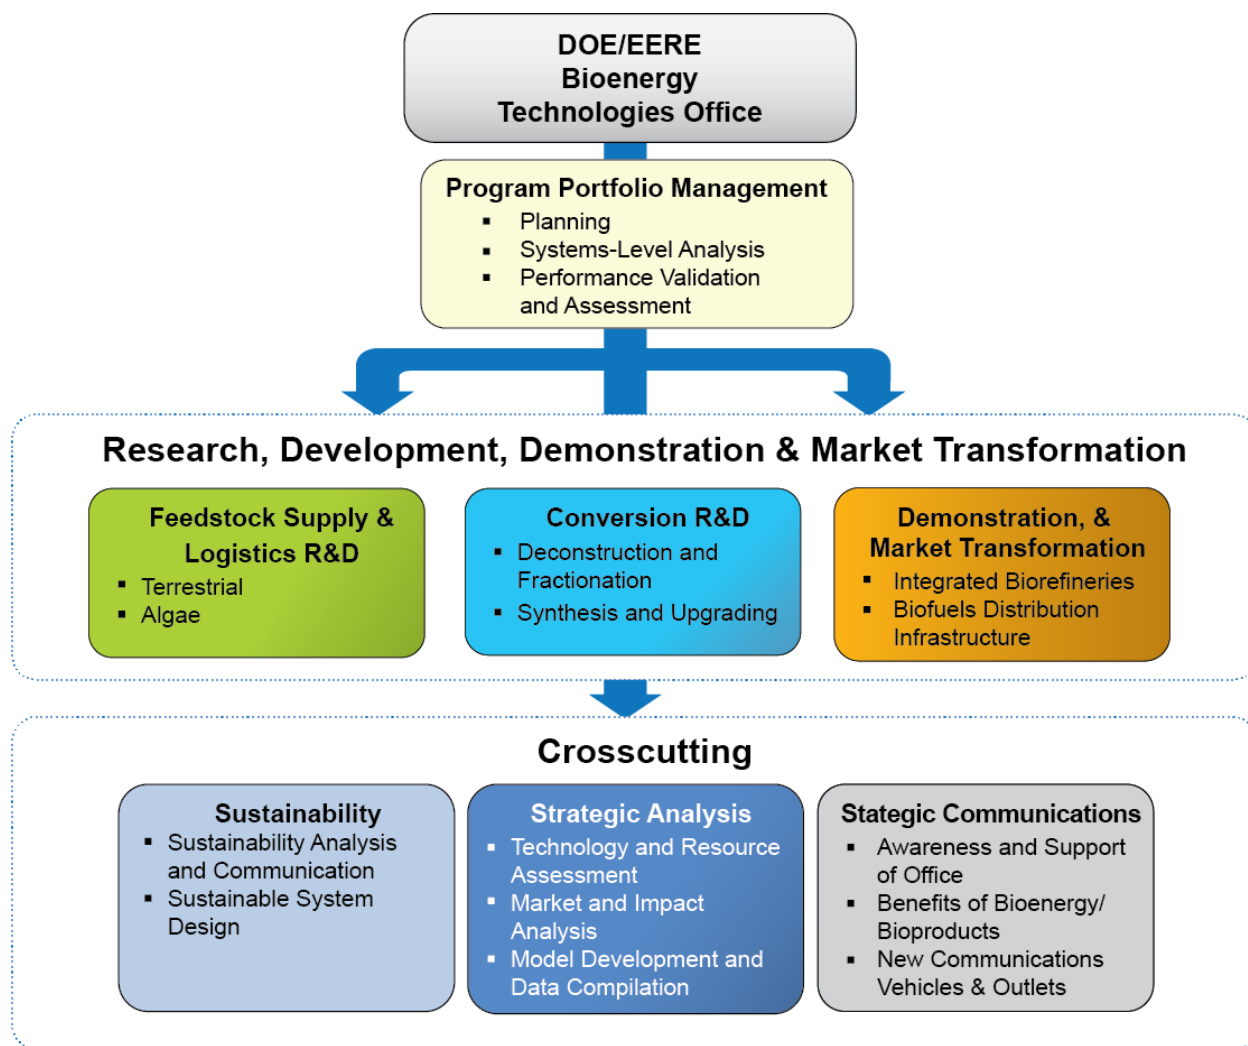 DOE/EERE
Bioenergy
Technologies Office
Program Portfolio Management
▪ Planning
▪ Systems-Level Analysis
▪ Performance Validation
and Assessment
Research, Development, Demonstration & Market Transformation
Feedstock Supply &
Logistics R&D
▪ Terrestrial
▪ Algae
Conversion R&D
▪ Deconstruction and
Fractionation
▪ Synthesis and Upgrading
Demonstration, &
Market Transformation
▪ Integrated Biorefineries
▪ Biofuels Distribution
Infrastructure
Crosscutting
Sustainability
▪ Sustainability Analysis
and Communication
▪ Sustainable System
Design
Strategic Analysis
▪ Technology and Resource
Assessment
▪ Market and Impact
Analysis
▪ Model Development and
Data Compilation
Stategic Communications
▪ Awareness and Support
of Office
▪ Benefits of Bioenergy/
Bioproducts
▪ New Communications
Vehicles & Outlets